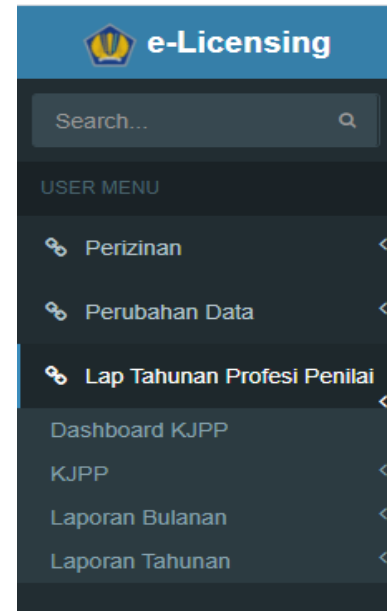 e-Licensing
Search...
USER MENU
Perizinan
Perubahan Data
Lap Tahunan Profesi Penilai
Dashboard KJPP
KJPP
Laporan Bulanan
Laporan Tahunan